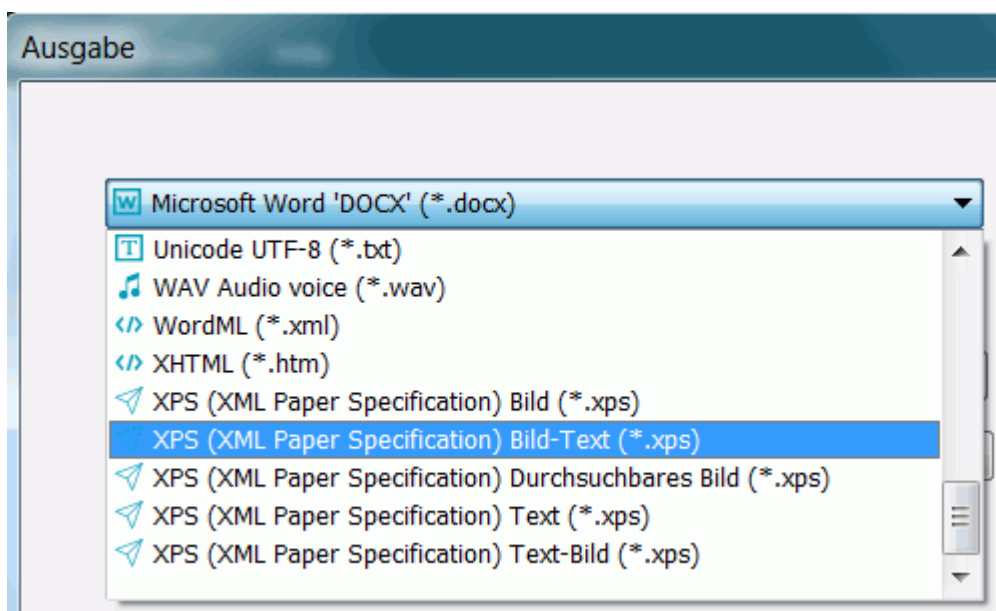 Ausgabe
Microsoft Word 'DOCX' (*.docx)
Unicode UTF-8 (*.txt)
WAV Audio voice (*.wav)
WordML (*.xml)
XHTML (*.htm)
XPS (XML Paper Specification) Bild (*.xps)
XPS (XML Paper Specification) Bild-Text (*.xps)
XPS (XML Paper Specification) Durchsuchbares Bild (*.xps)
XPS (XML Paper Specification) Text (*.xps)
XPS (XML Paper Specification) Text-Bild (*.xps)